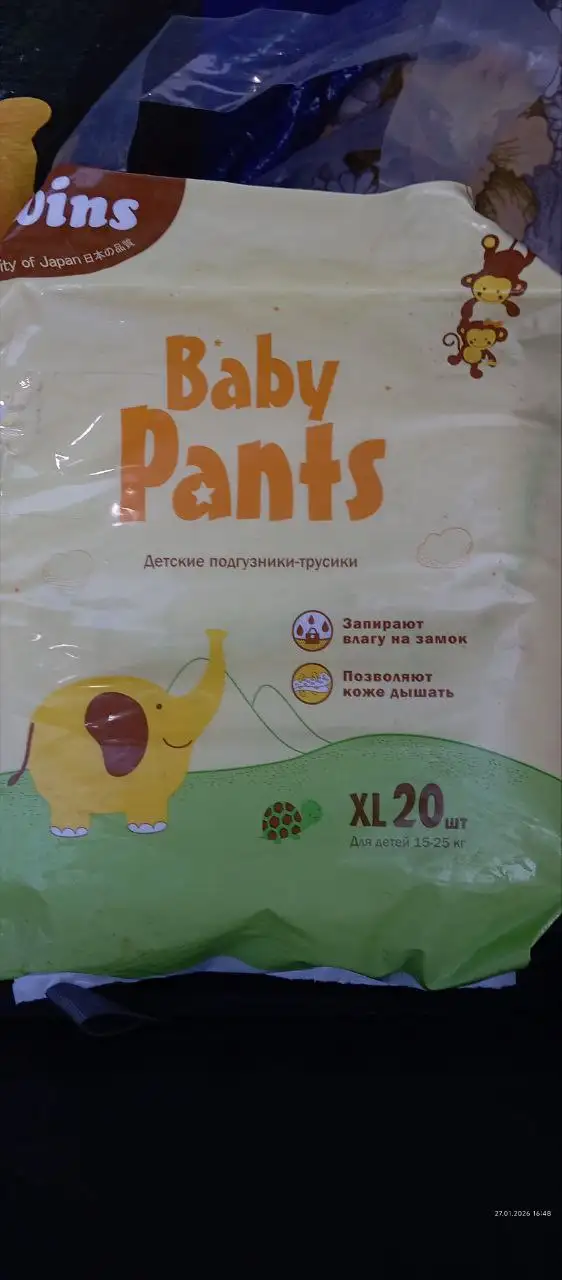 ins
ity of Japan 日本の品質
Baby
Pants
Детские подгузники-трусики
Запирают
влагу на замок
Позволяют
коже дышать
XL 20 шт
Для детей 15-25 кг
27.01.2026 16:48